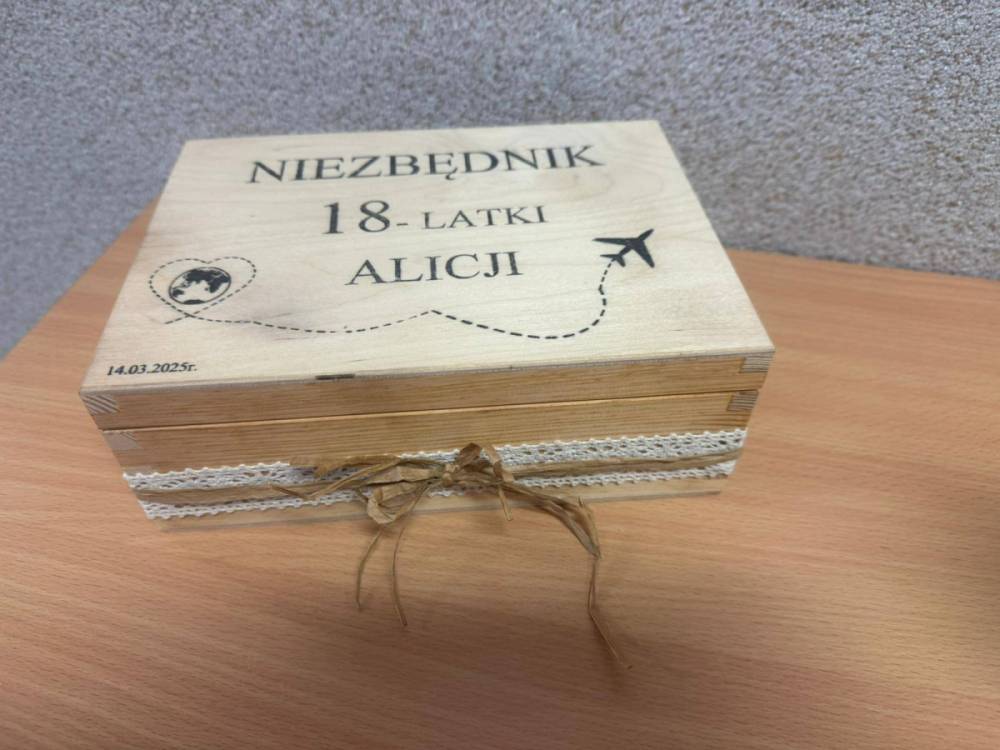 NIEZBĘDNIK
18- LATKI
ALICJI
14.03.2025r.